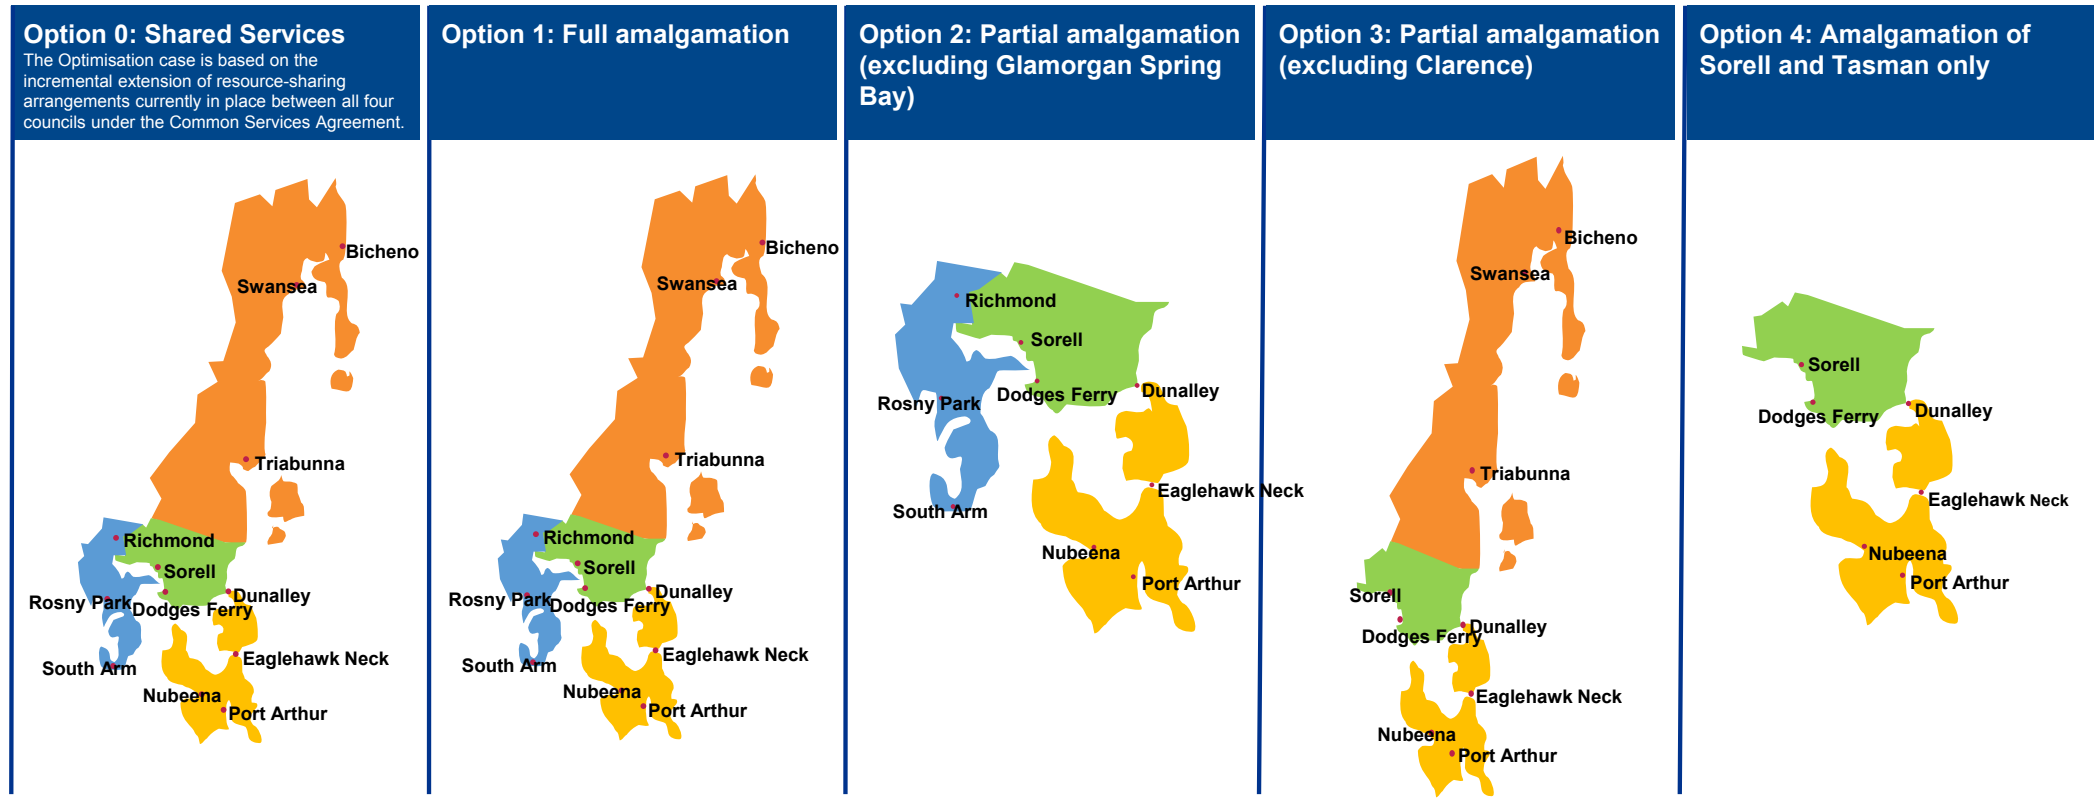 Option 0: Shared Services
The Optimisation case is based on the
incremental extension of resource-sharing
arrangements currently in place between all four
councils under the Common Services Agreement.
Bicheno
Swansea
Triabunna
Richmond
Sorell
Rosny Park
Dodges Ferry
Dunalley
South Arm
Eaglehawk Neck
Nubeena
Port Arthur
Option 1: Full amalgamation
Bicheno
Swansea
Triabunna
Richmond
Sorell
Rosny Park
Dodges Ferry
Dunalley
South Arm
Eaglehawk Neck
Nubeena
Port Arthur
Option 2: Partial amalgamation
(excluding Glamorgan Spring
Bay)
Richmond
Sorell
Rosny Park
Dodges Ferry
Dunalley
South Arm
Eaglehawk Neck
Nubeena
Port Arthur
Option 3: Partial amalgamation
(excluding Clarence)
Bicheno
Swansea
Triabunna
Sorell
Dodges Ferry
Dunalley
Eaglehawk Neck
Nubeena
Port Arthur
Option 4: Amalgamation of
Sorell and Tasman only
Sorell
Dodges Ferry
Dunalley
Eaglehawk Neck
Nubeena
Port Arthur